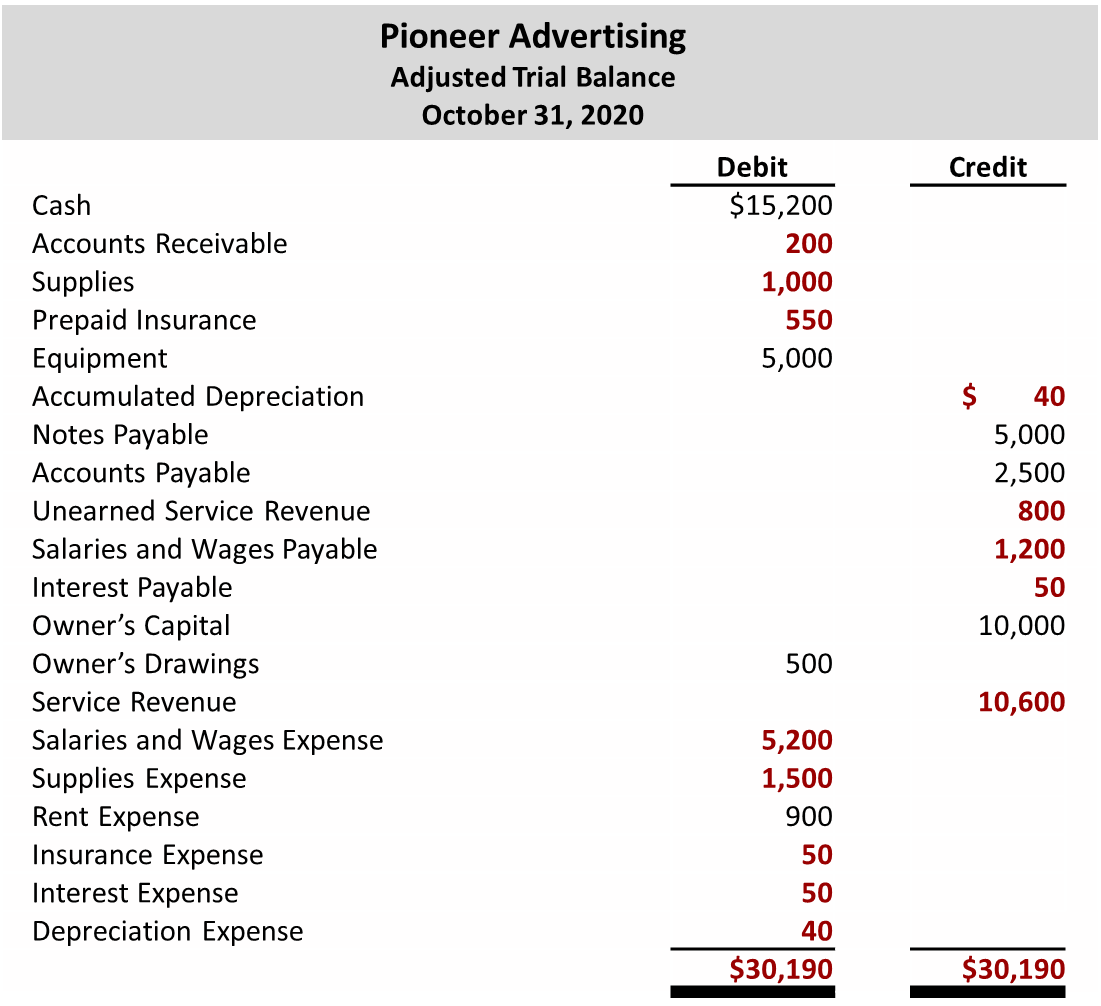 Pioneer Advertising
Adjusted Trial Balance
October 31, 2020
Debit Credit
Cash $15,200
Accounts Receivable 200
Supplies 1,000
Prepaid Insurance 550
Equipment 5,000
Accumulated Depreciation $ 40
Notes Payable 5,000
Accounts Payable 2,500
Unearned Service Revenue 800
Salaries and Wages Payable 1,200
Interest Payable 50
Owner’s Capital 10,000
Owner’s Drawings 500
Service Revenue 10,600
Salaries and Wages Expense 5,200
Supplies Expense 1,500
Rent Expense 900
Insurance Expense 50
Interest Expense 50
Depreciation Expense 40
$30,190 $30,190